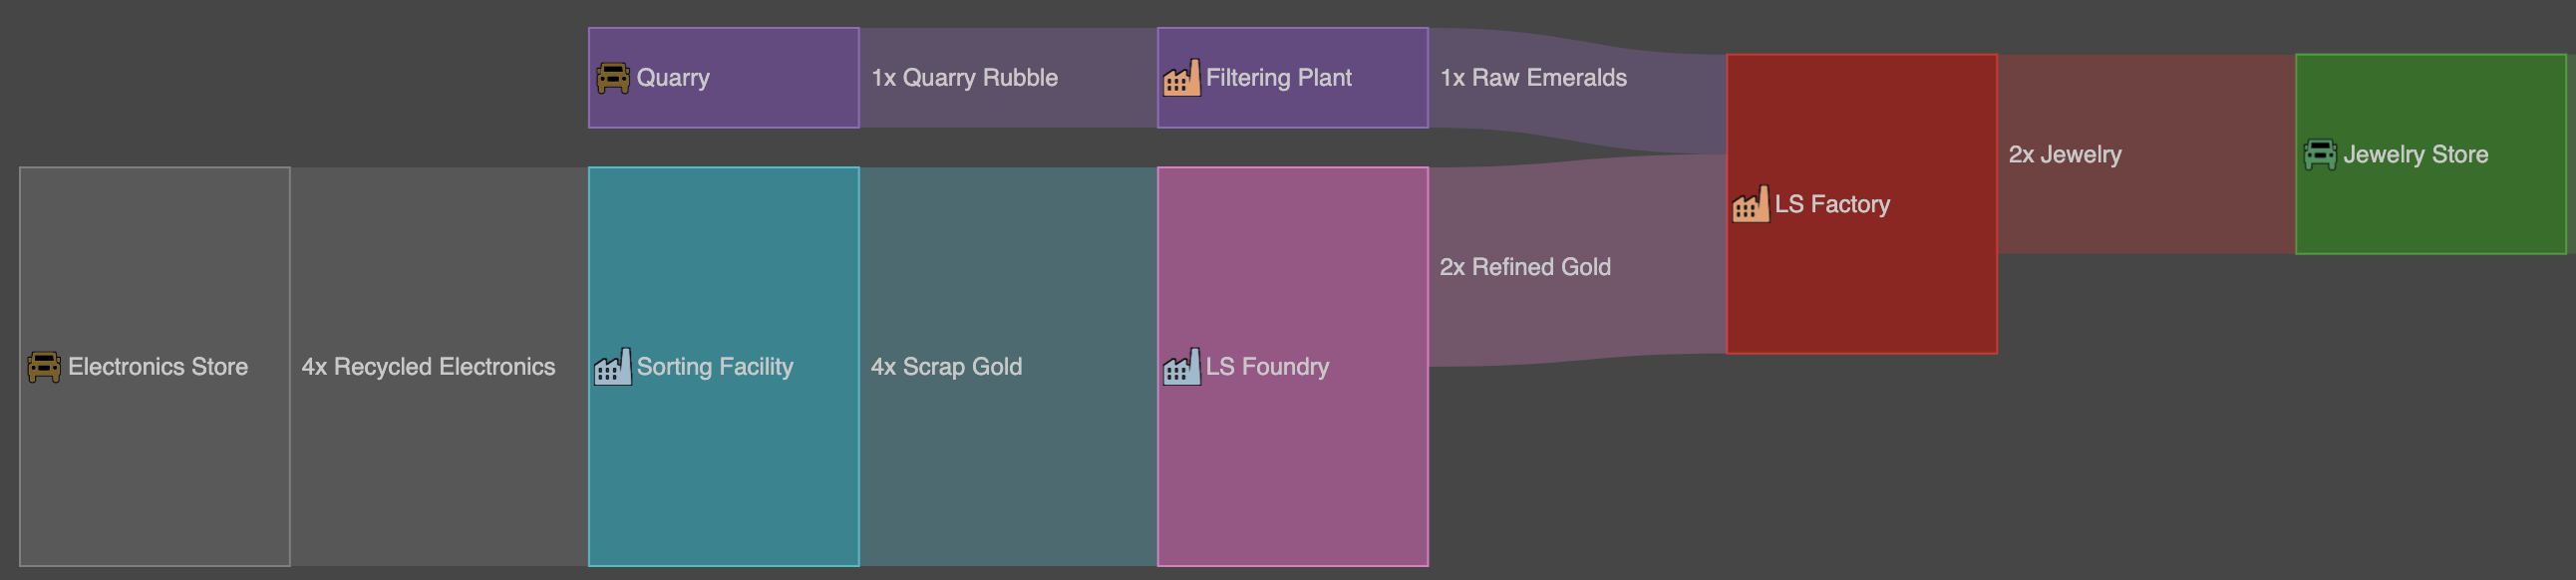 Quarry
1x Quarry Rubble
Filtering Plant
1x Raw Emeralds
LS Factory
2x Jewelry
Jewelry Store
2x Refined Gold
Electronics Store
4x Recycled Electronics
Sorting Facility
4x Scrap Gold
LS Foundry